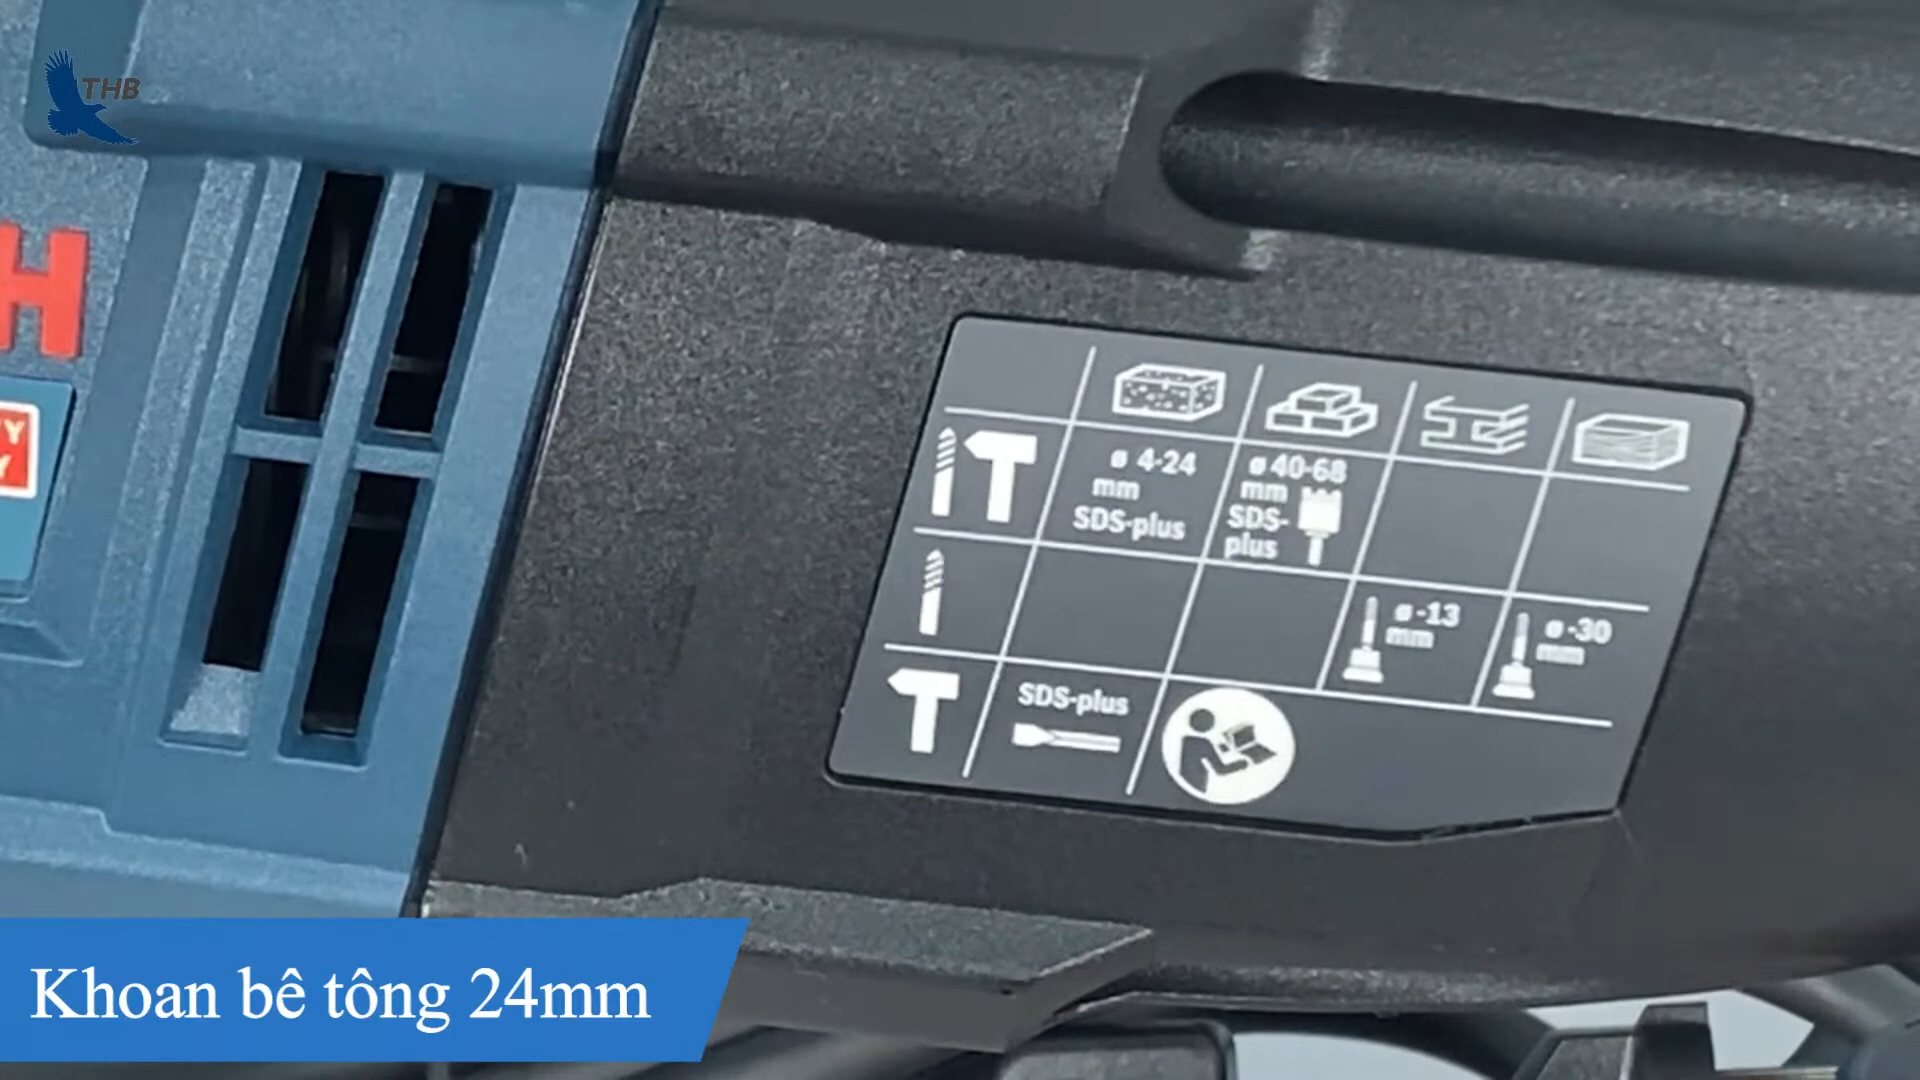 THB
H
Y
Y
ø 4-24
mm
SDS-plus
ø 40-68
mm
SDS-
plus
ø -13
mm
ø -30
mm
SDS-plus
Khoan bê tông 24mm